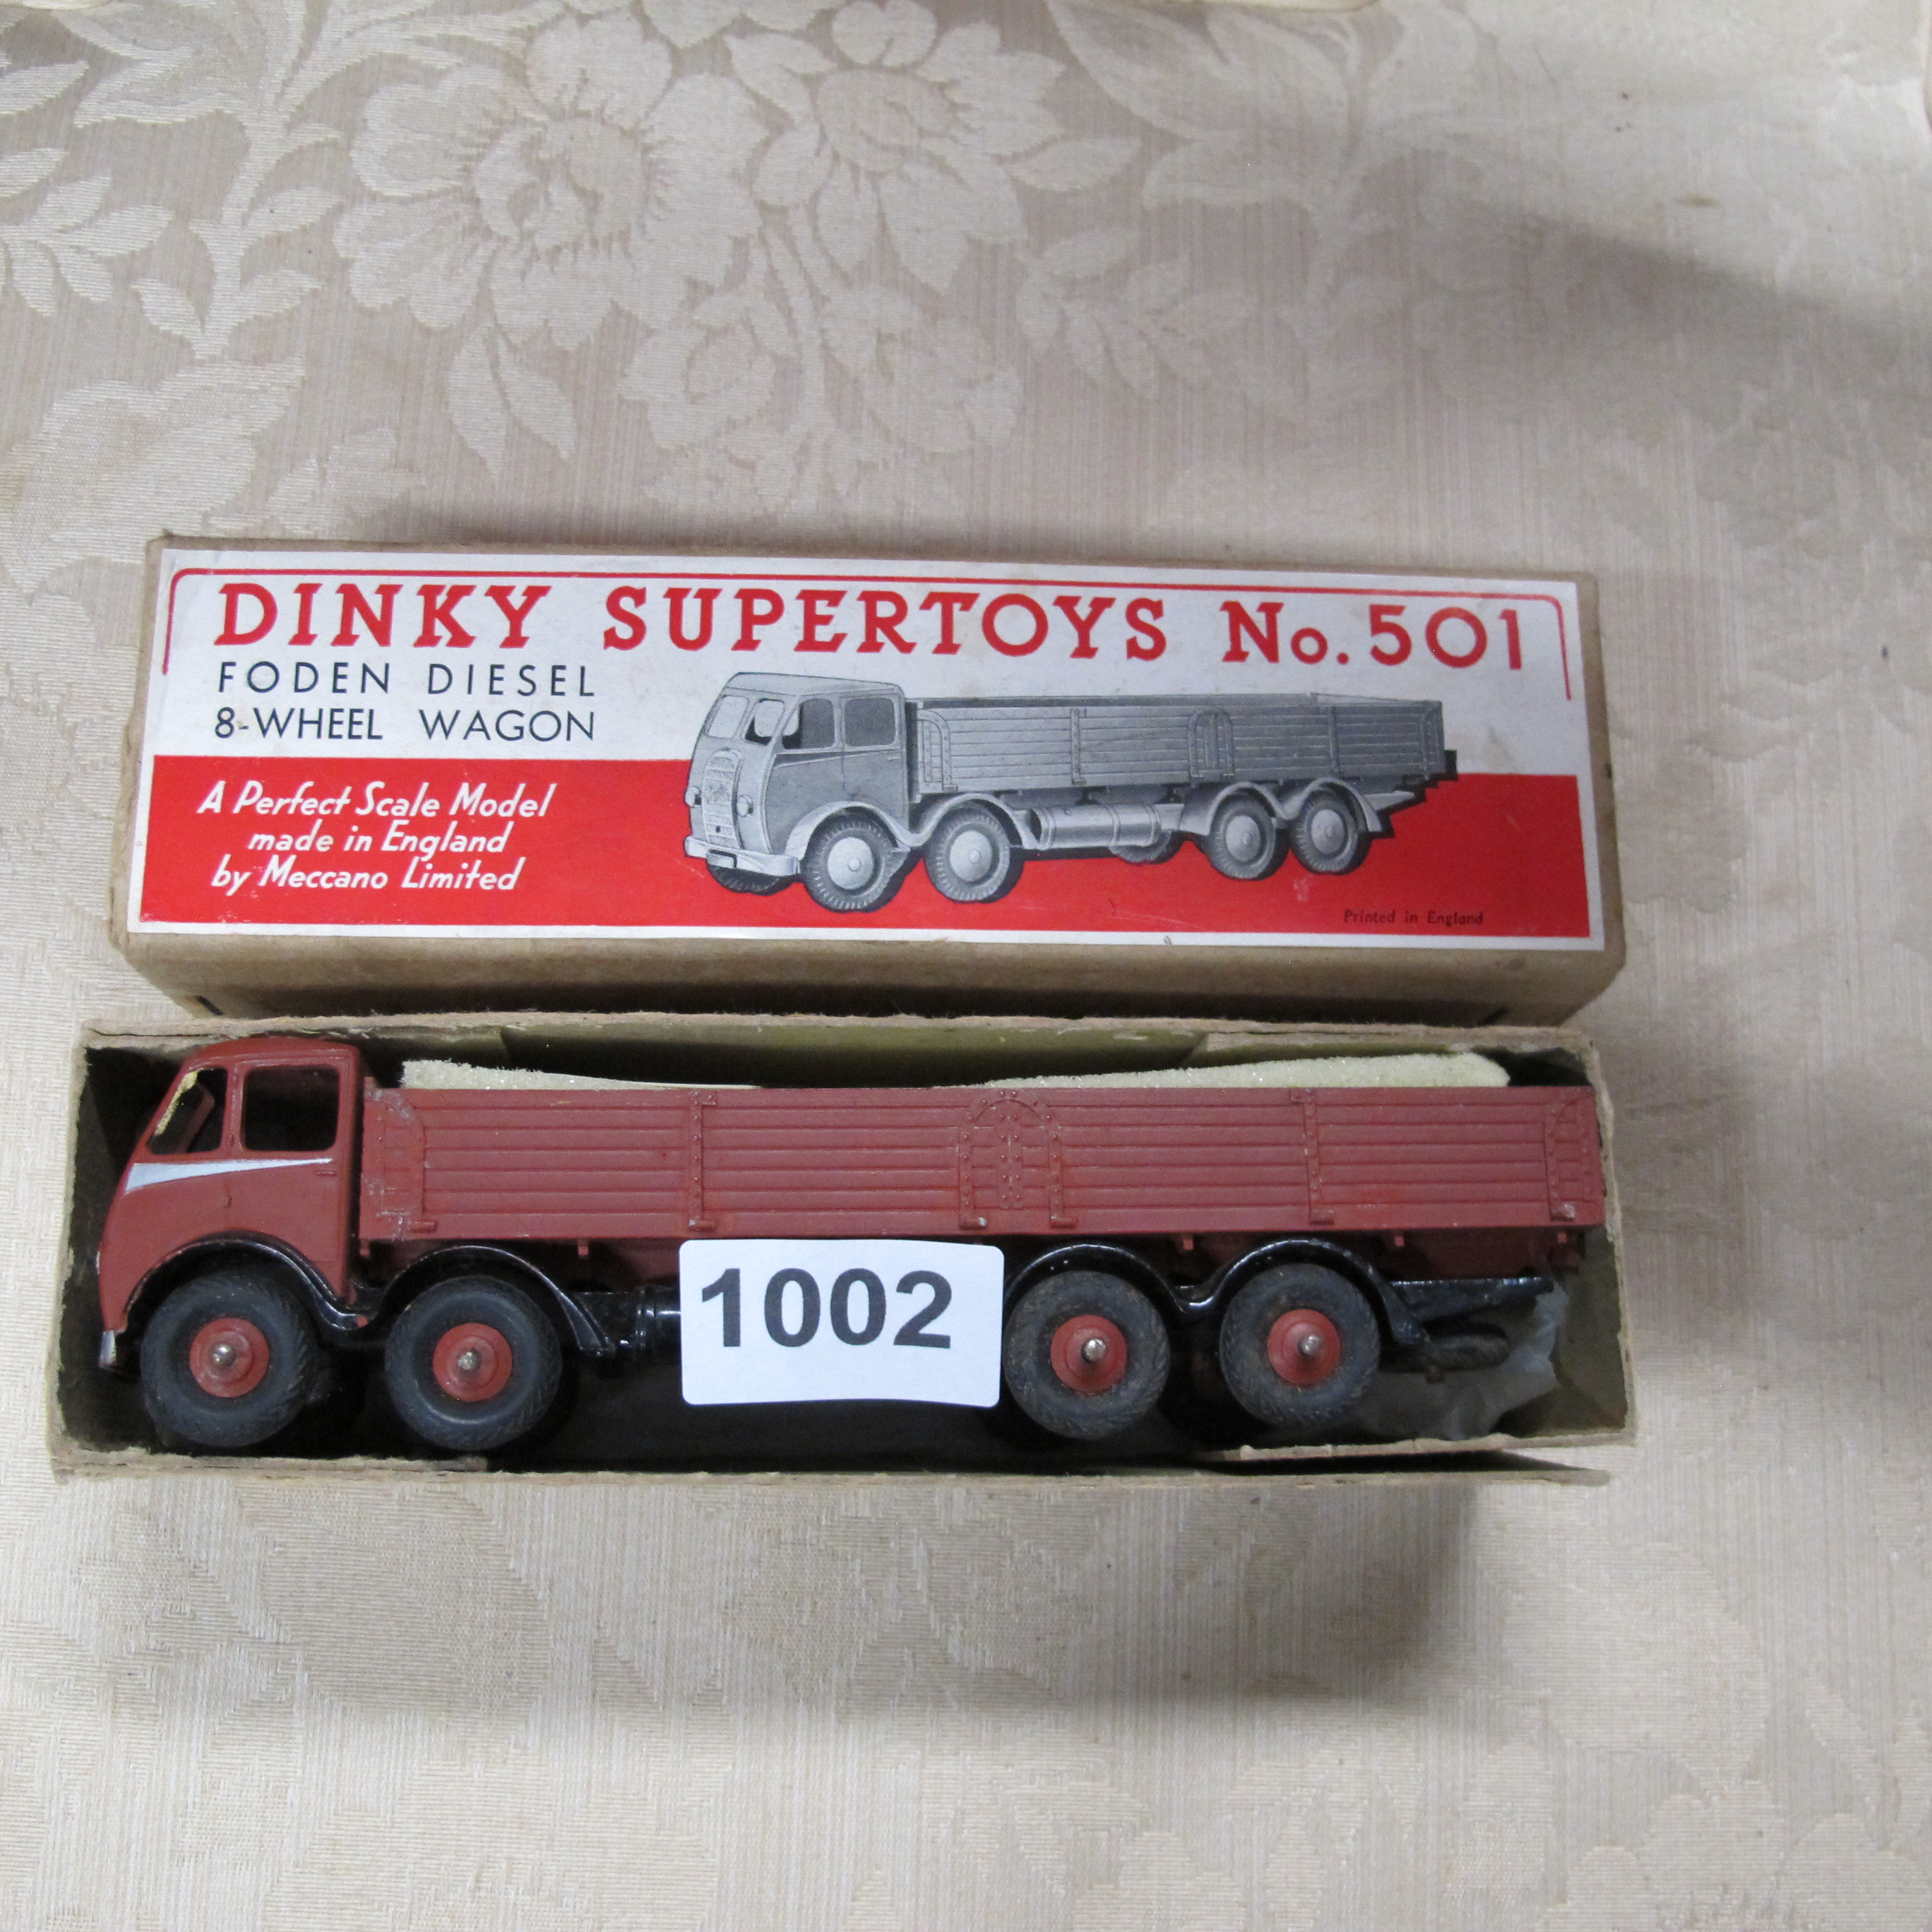 DINKY SUPERTOYS No. 501
FODEN DIESEL
8-WHEEL WAGON
A Perfect Scale Model
made in England
by Meccano Limited
Printed in England
1002